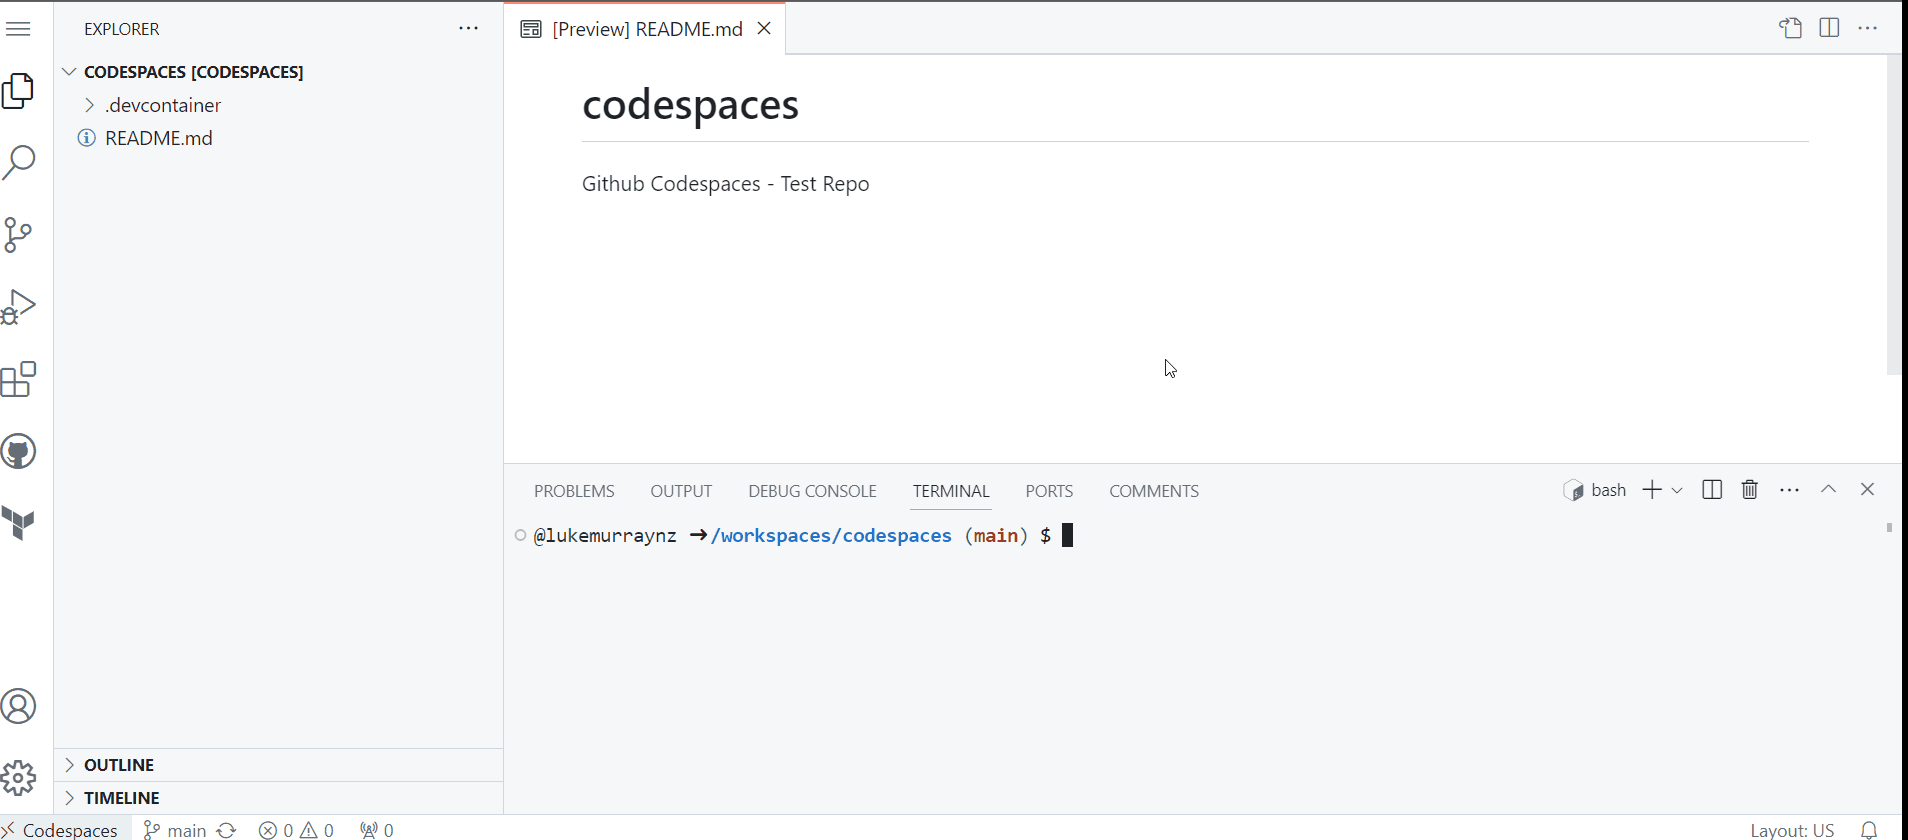 EXPLORER
[Preview] README.md
CODESPACES [CODESPACES]
.devcontainer
README.md
codespaces
Github Codespaces - Test Repo
PROBLEMS OUTPUT DEBUG CONSOLE TERMINAL PORTS COMMENTS bash
@lukemurraynz ➜/workspaces/codespaces (main) $
OUTLINE
TIMELINE
Codespaces main 0 0 0 Layout: US